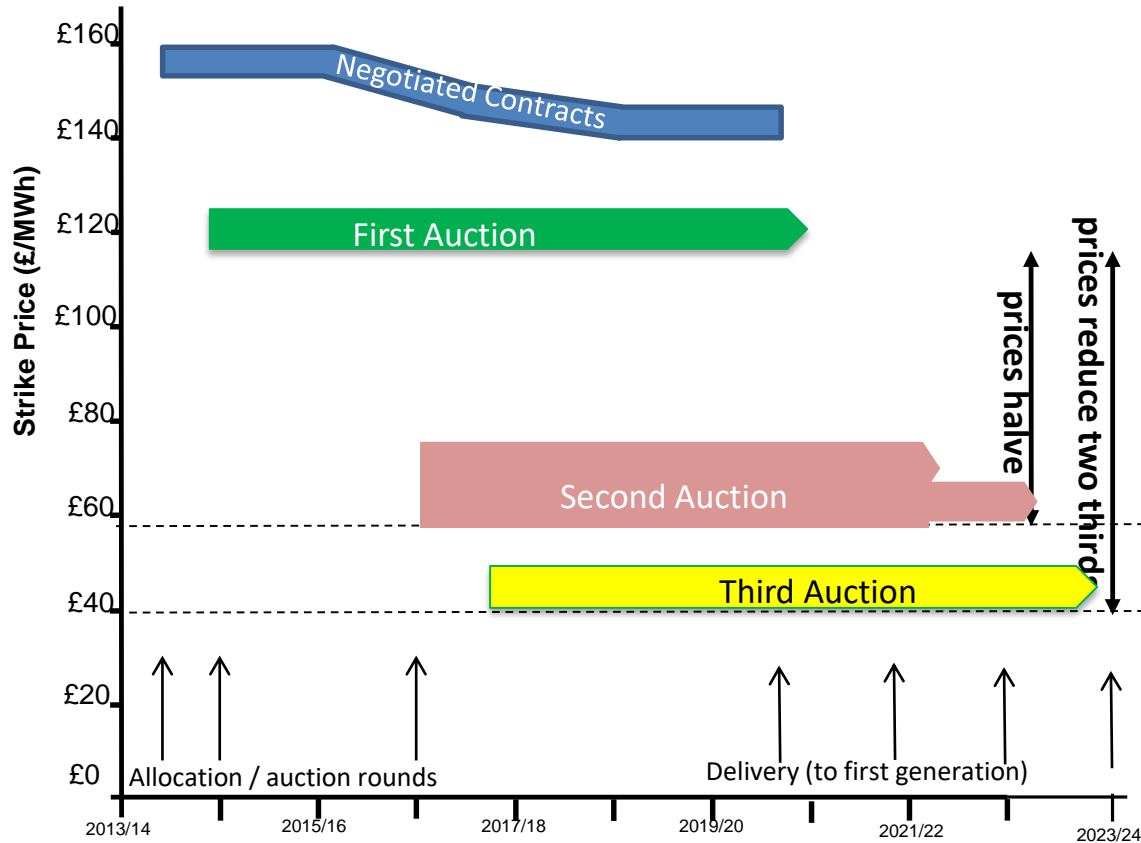 £160
£140
£120
£100
£80
£60
£40
£20
£0
Strike Price (£/MWh)
Negotiated Contracts
First Auction
Second Auction
Third Auction
prices halve
prices reduce two third
Allocation / auction rounds
Delivery (to first generation)
2013/14
2015/16
2017/18
2019/20
2021/22
2023/24